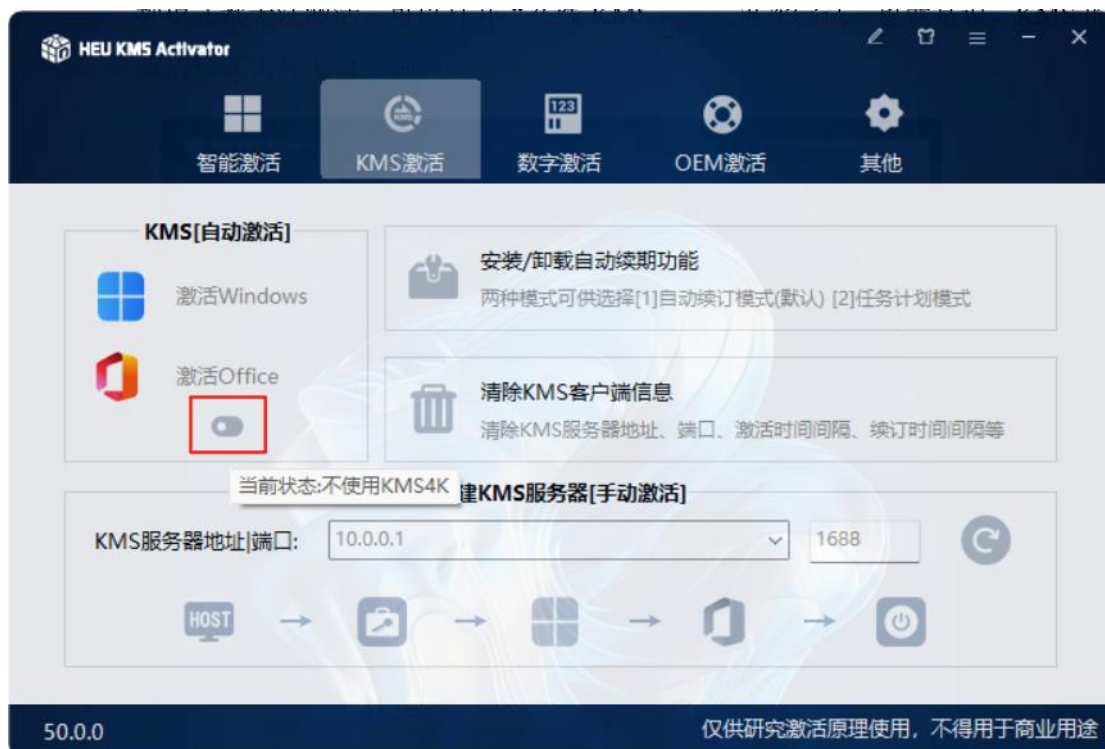 HEU KMS Activator
智能激活
KMS激活
数字激活
OEM激活
其他
KMS[自动激活]
激活Windows
激活Office
安装/卸载自动续期功能
两种模式可供选择[1]自动续订模式(默认) [2]任务计划模式
清除KMS客户端信息
清除KMS服务器地址、端口、激活时间间隔、续订时间间隔等
当前状态:不使用KMS4K
建KMS服务器[手动激活]
KMS服务器地址|端口:
10.0.0.1
1688
HOST
50.0.0
仅供研究激活原理使用，不得用于商业用途